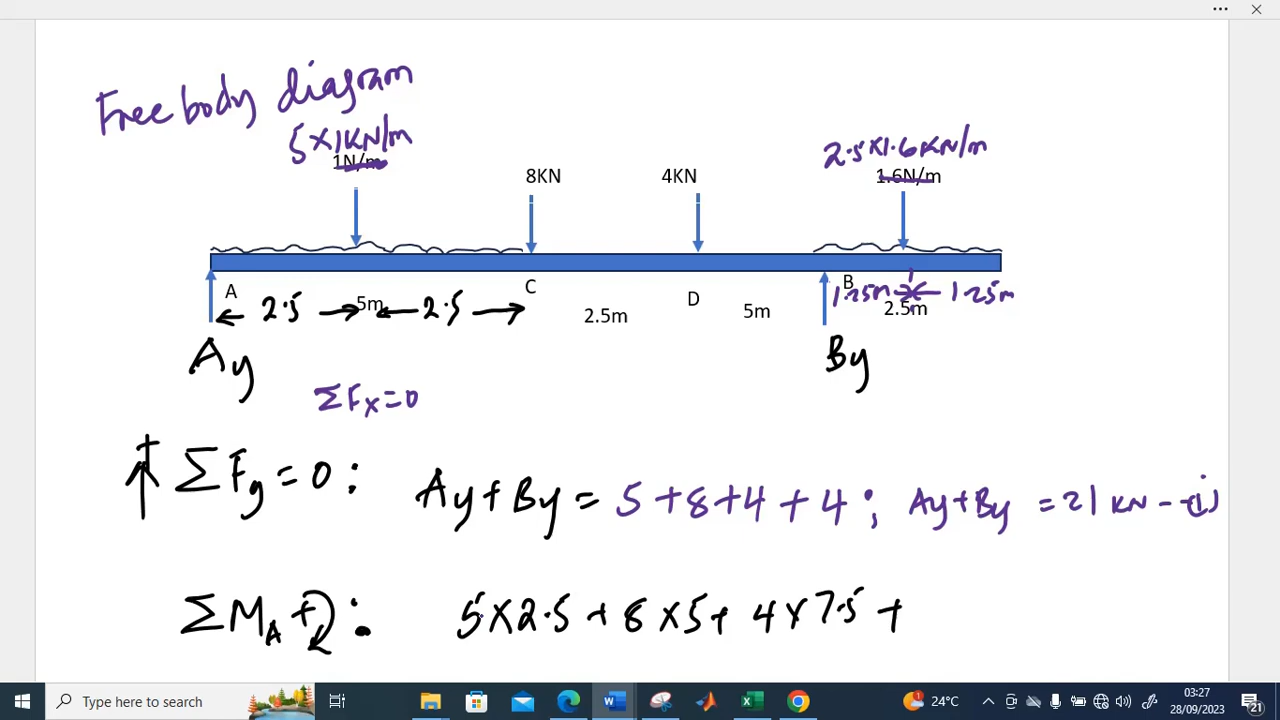 Free body diagram
5×1KN/m
1N/m
8KN
4KN
2.5×1.6KN/m
1.6N/m
A
C
D
B
2.5
5m
2.5
2.5m
5m
1.25m
1.25m
2.5m
Ay
By
ΣFx=0
+ ΣFy=0: Ay+By = 5+8+4+4; Ay+By = 21 KN -(i)
ΣMA+: 5×2.5+8×5+4×7.5+
Type here to search
24°C
03:27
28/09/2023
21